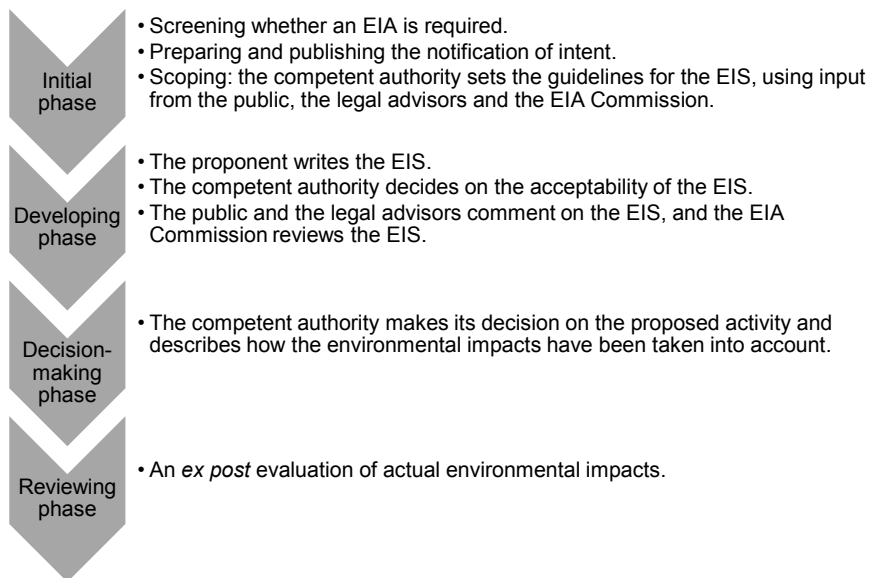 Initial
phase
• Screening whether an EIA is required.
• Preparing and publishing the notification of intent.
• Scoping: the competent authority sets the guidelines for the EIS, using input
from the public, the legal advisors and the EIA Commission.
Developing
phase
• The proponent writes the EIS.
• The competent authority decides on the acceptability of the EIS.
• The public and the legal advisors comment on the EIS, and the EIA
Commission reviews the EIS.
Decision-
making
phase
• The competent authority makes its decision on the proposed activity and
describes how the environmental impacts have been taken into account.
Reviewing
phase
• An ex post evaluation of actual environmental impacts.